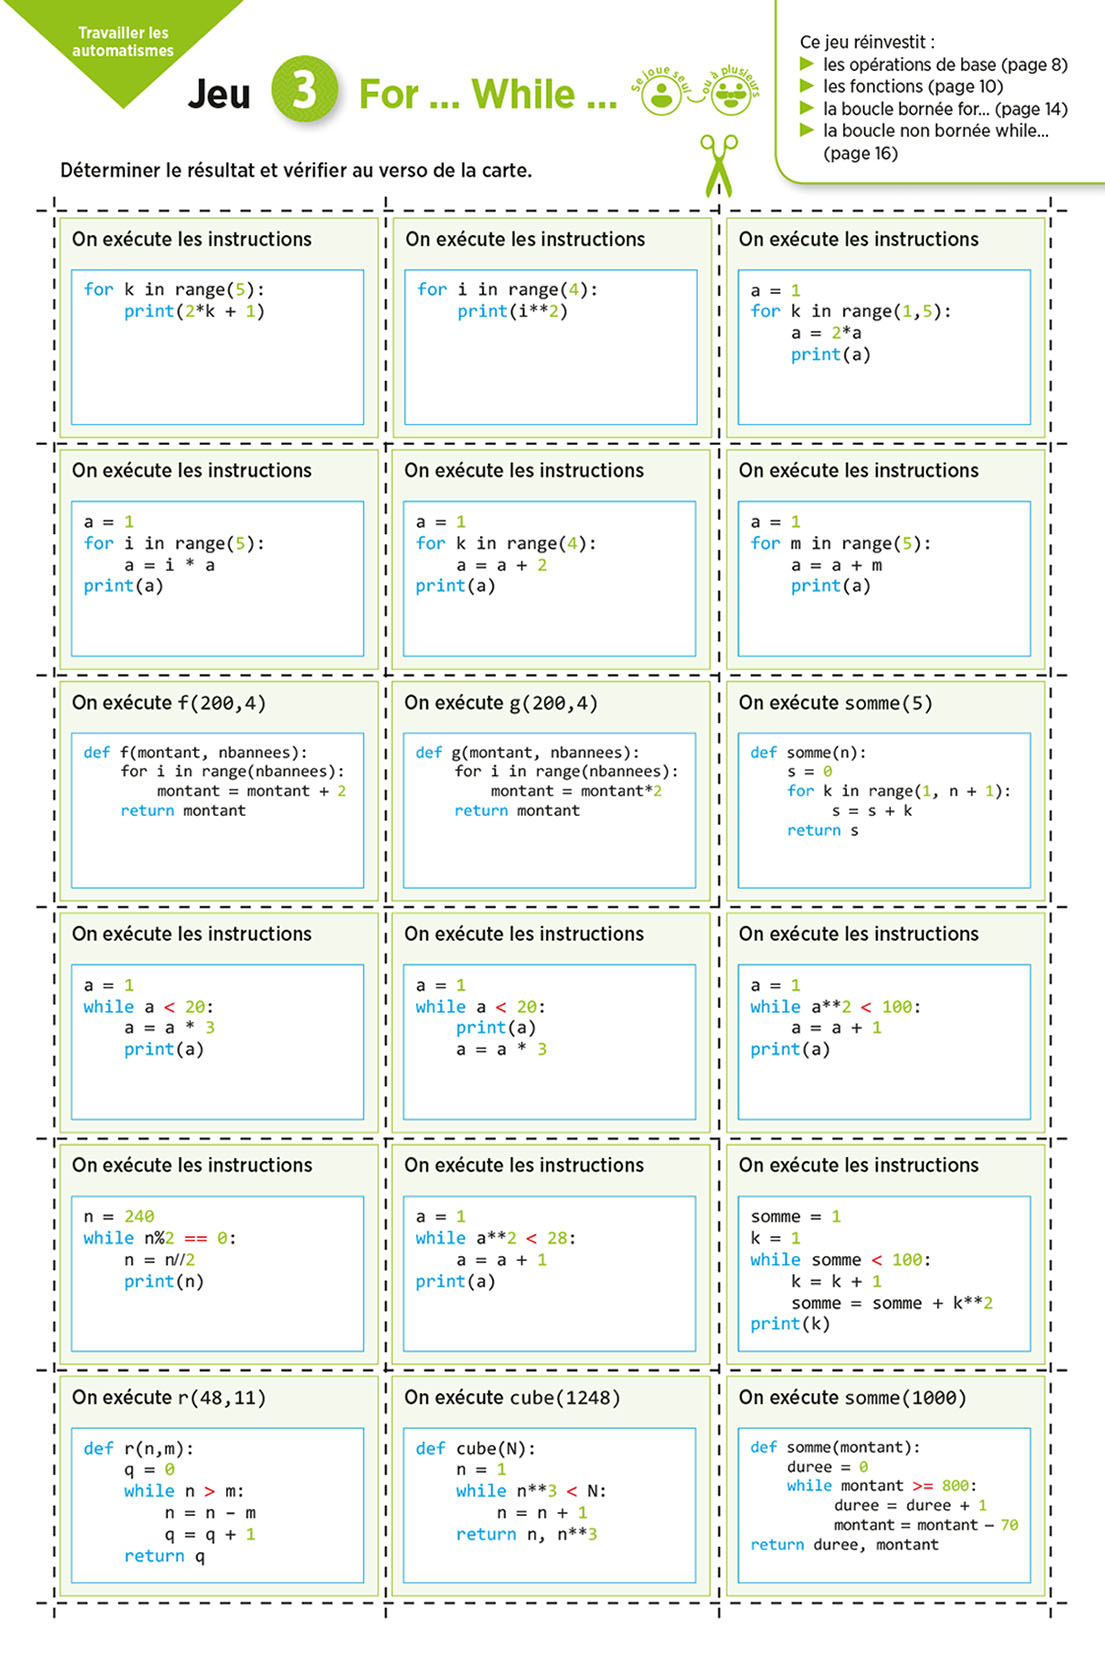 Travailler les
automatismes
Jeu 3 For ... While ...
Se joue seul ou à plusieurs
Ce jeu réinvestit :
les opérations de base (page 8)
les fonctions (page 10)
la boucle bornée for... (page 14)
la boucle non bornée while...
(page 16)
Déterminer le résultat et vérifier au verso de la carte.
On exécute les instructions
for k in range(5):
    print(2*k + 1)
On exécute les instructions
for i in range(4):
    print(i**2)
On exécute les instructions
a = 1
for k in range(1,5):
    a = 2*a
    print(a)
On exécute les instructions
a = 1
for i in range(5):
    a = i * a
print(a)
On exécute les instructions
a = 1
for k in range(4):
    a = a + 2
print(a)
On exécute les instructions
a = 1
for m in range(5):
    a = a + m
    print(a)
On exécute f(200,4)
def f(montant, nbannees):
    for i in range(nbannees):
        montant = montant + 2
    return montant
On exécute g(200,4)
def g(montant, nbannees):
    for i in range(nbannees):
        montant = montant*2
    return montant
On exécute somme(5)
def somme(n):
    s = 0
    for k in range(1, n + 1):
        s = s + k
    return s
On exécute les instructions
a = 1
while a < 20:
    a = a * 3
    print(a)
On exécute les instructions
a = 1
while a < 20:
    print(a)
    a = a * 3
On exécute les instructions
a = 1
while a**2 < 100:
    a = a + 1
print(a)
On exécute les instructions
n = 240
while n%2 == 0:
    n = n//2
    print(n)
On exécute les instructions
a = 1
while a**2 < 28:
    a = a + 1
print(a)
On exécute les instructions
somme = 1
k = 1
while somme < 100:
    k = k + 1
    somme = somme + k**2
print(k)
On exécute r(48,11)
def r(n,m):
    q = 0
    while n > m:
        n = n - m
        q = q + 1
    return q
On exécute cube(1248)
def cube(N):
    n = 1
    while n**3 < N:
        n = n + 1
    return n, n**3
On exécute somme(1000)
def somme(montant):
    duree = 0
    while montant >= 800:
        duree = duree + 1
        montant = montant – 70
return duree, montant